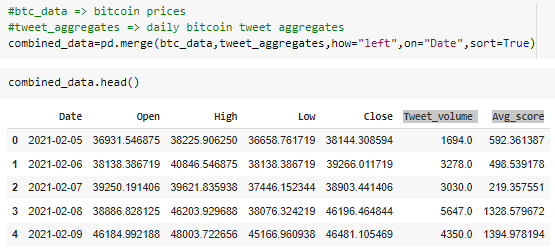 #btc_data => bitcoin prices
#tweet_aggregates => daily bitcoin tweet aggregates
combined_data=pd.merge(btc_data,tweet_aggregates,how="left",on="Date",sort=True)
combined_data.head()
Date Open High Low Close Tweet_volume Avg_score
0 2021-02-05 36931.546875 38225.906250 36658.761719 38144.308594 1694.0 592.361387
1 2021-02-06 38138.386719 40846.546875 38138.386719 39266.011719 3278.0 498.539178
2 2021-02-07 39250.191406 39621.835938 37446.152344 38903.441406 3030.0 219.357551
3 2021-02-08 38886.828125 46203.929688 38076.324219 46196.464844 5647.0 1328.579672
4 2021-02-09 46184.992188 48003.722656 45166.960938 46481.105469 4350.0 1394.978194